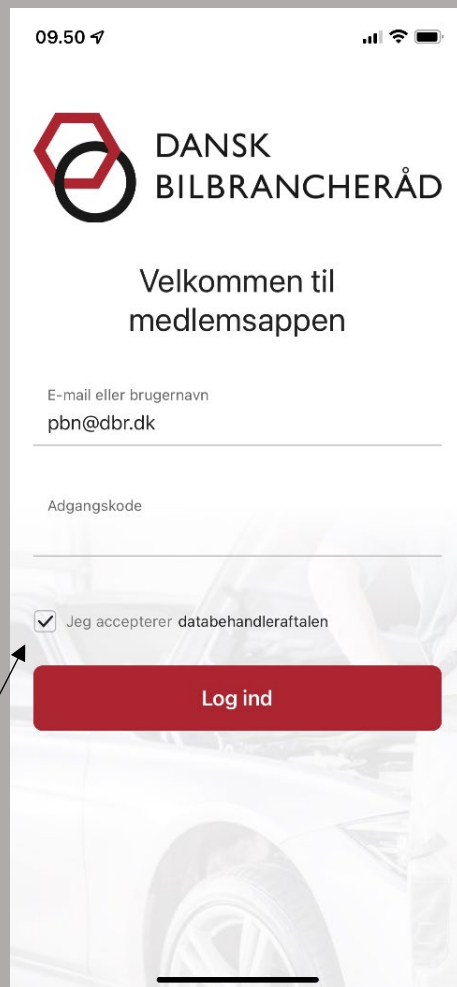 09.50
DANSK
BILBRANCHERÅD
Velkommen til
medlemsappen
E-mail eller brugernavn
pbn@dbr.dk
Adgangskode
Jeg accepterer databehandleraftalen
Log ind